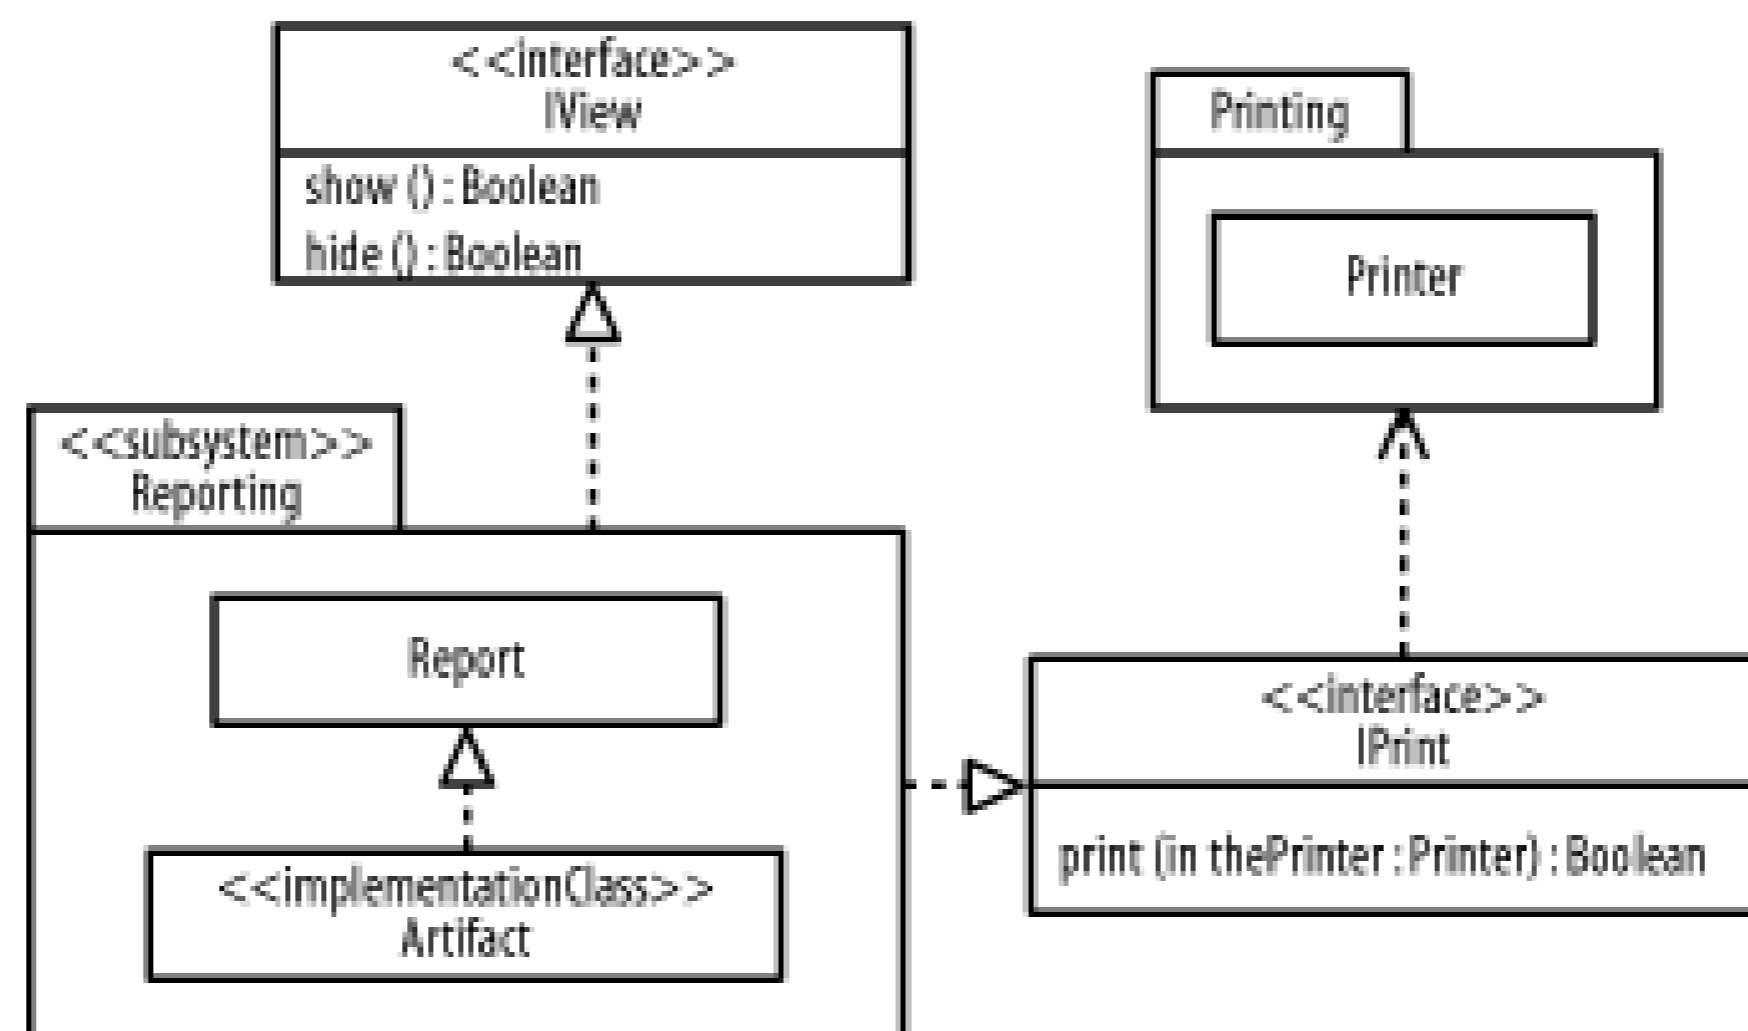 <<interface>>
IView
show () : Boolean
hide () : Boolean
Printing
Printer
<<subsystem>>
Reporting
Report
<<implementationClass>>
Artifact
<<interface>>
IPrint
print (in thePrinter : Printer) : Boolean